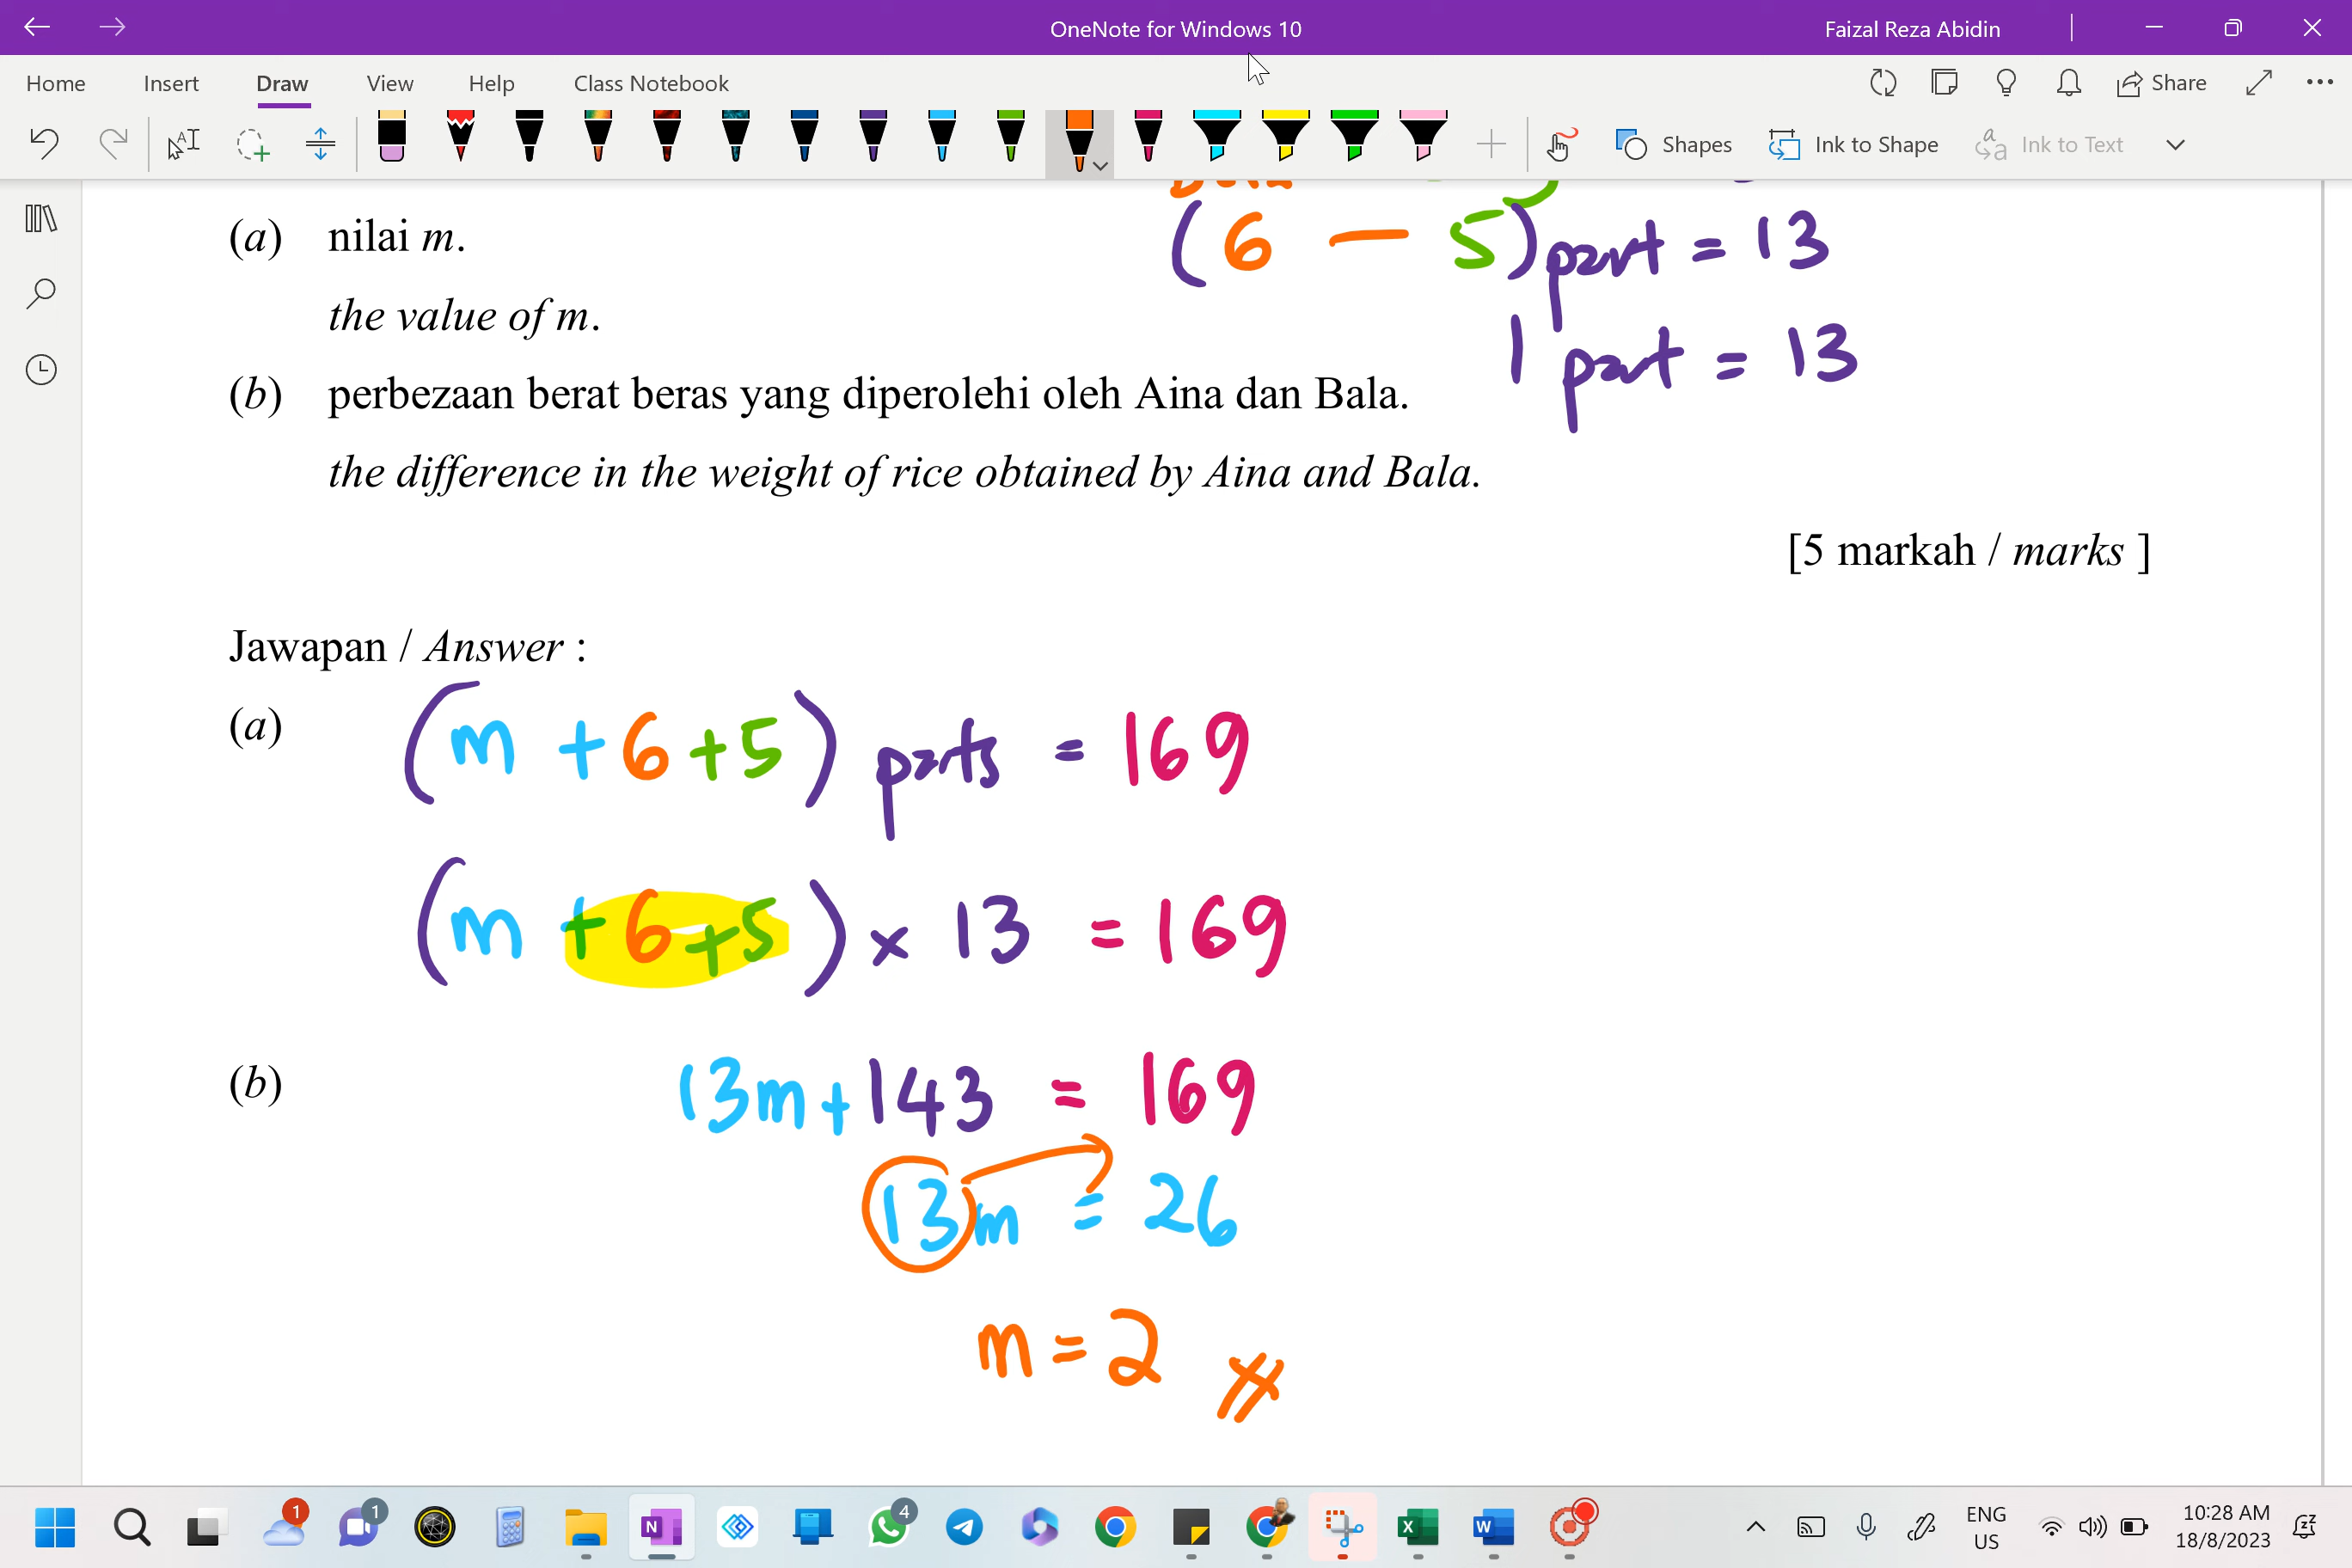 OneNote for Windows 10
Faizal Reza Abidin
Home Insert Draw View Help Class Notebook Share
Shapes Ink to Shape Ink to Text
(6 - 5) part = 13
(a) nilai m.
1 part = 13
the value of m.
(b) perbezaan berat beras yang diperolehi oleh Aina dan Bala.
the difference in the weight of rice obtained by Aina and Bala.
[5 markah / marks ]
Jawapan / Answer :
(a) (m + 6 + 5) parts = 169
(m + 6 + 5) × 13 = 169
(b) 13m + 143 = 169
13m = 26
m = 2 //
1 1 4
ENG
US
10:28 AM
18/8/2023